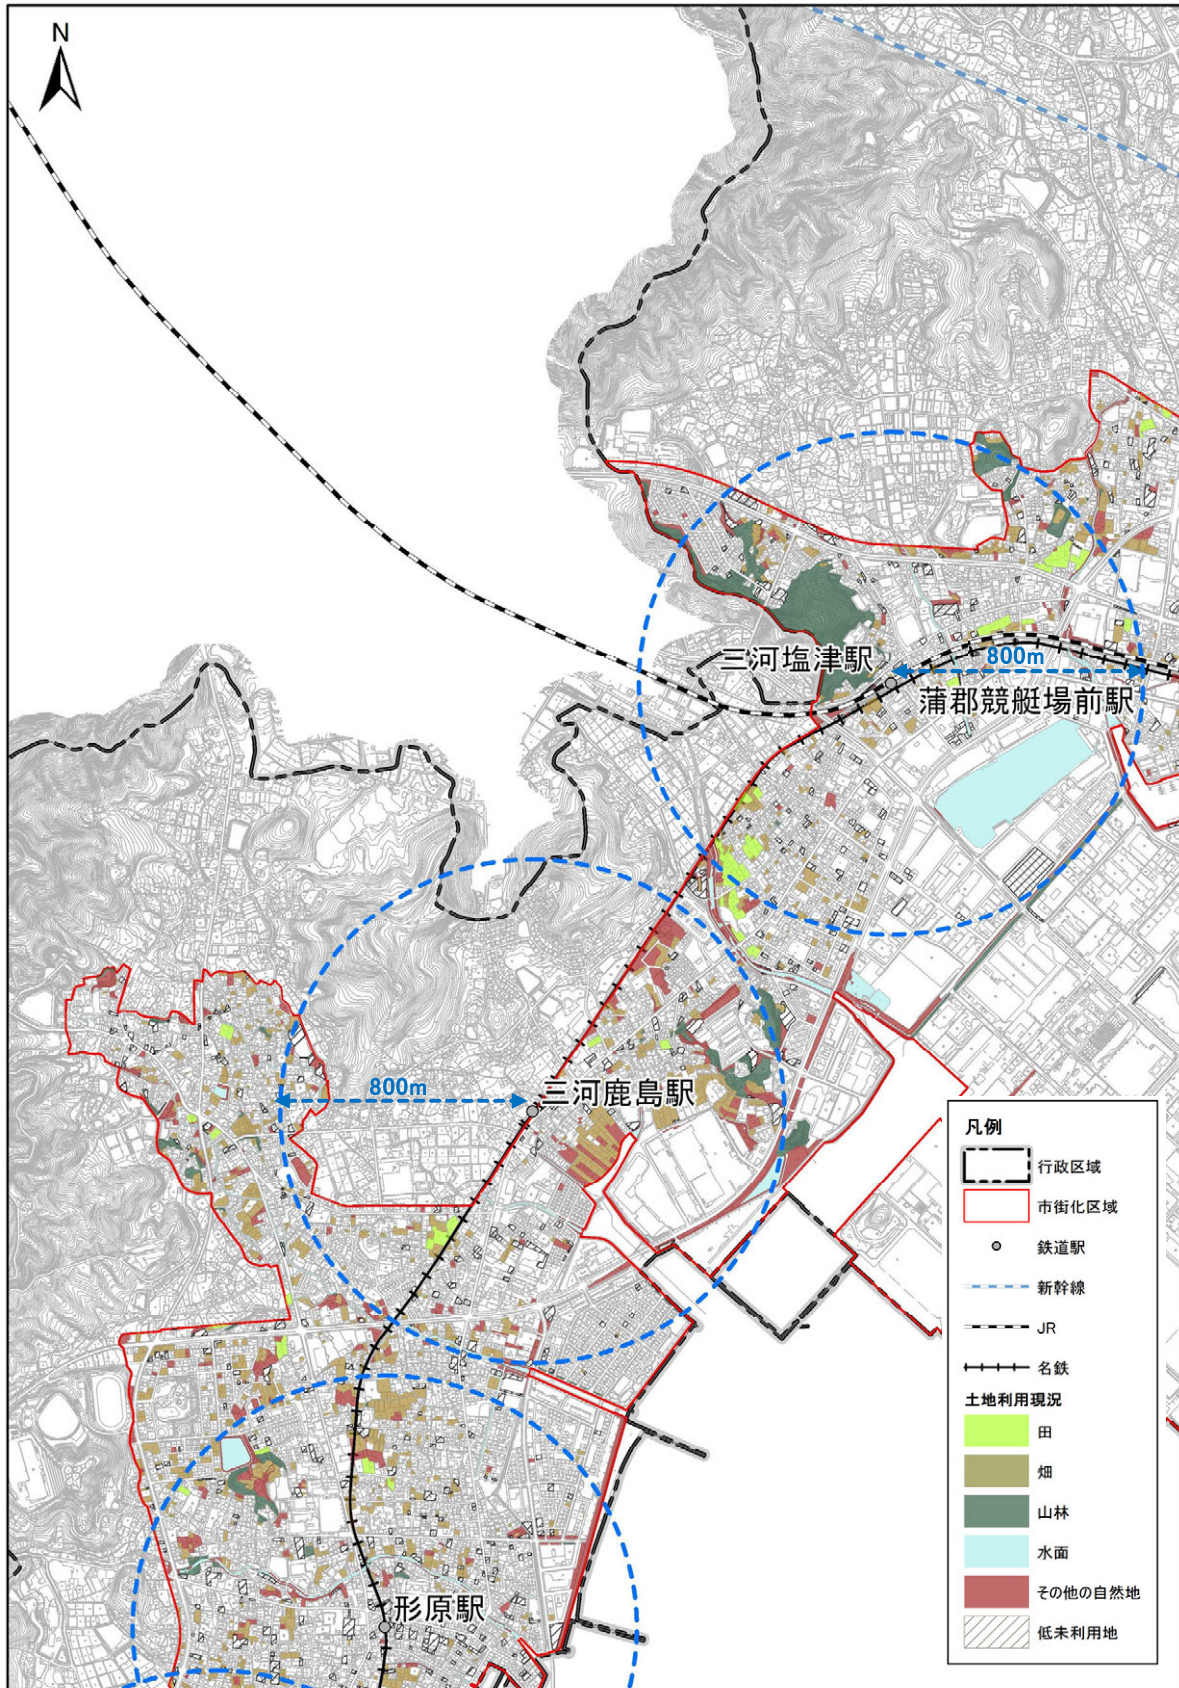 N
三河塩津駅
800m
蒲郡競艇場前駅
800m
三河鹿島駅
形原駅
凡例
行政区域
市街化区域
鉄道駅
新幹線
JR
名鉄
土地利用現況
田
畑
山林
水面
その他の自然地
低未利用地